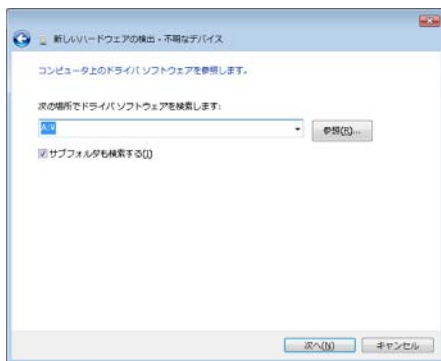 新しいハードウェアの検出 - 不明なデバイス
コンピュータ上のドライバ ソフトウェアを参照します。
次の場所でドライバ ソフトウェアを検索します:
A:¥
参照(R)...
サブフォルダも検索する(I)
次へ(N)
キャンセル